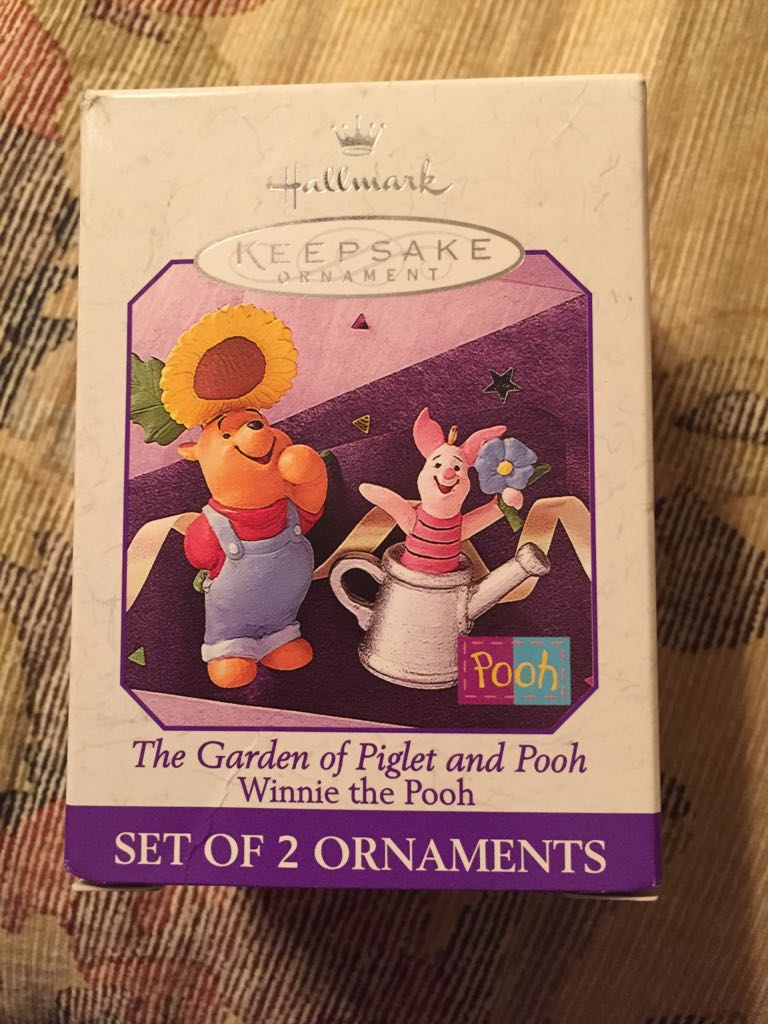 Hallmark
KEEPSAKE
ORNAMENT
Pooh
The Garden of Piglet and Pooh
Winnie the Pooh
SET OF 2 ORNAMENTS